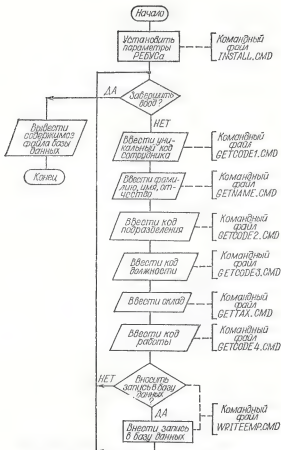 Начало
Установить
параметры
РЕБУСа
Командный
файл
INSTALL.CMD
ДА
Завершить
ввод?
НЕТ
Вывести
содержимое
файла базы
данных
Конец
Ввести уни-
кальный код
сотрудника
Командный
файл
GETCODE1.CMD
Ввести фами-
лию, имя, от-
чество
Командный
файл
GETNAME.CMD
Ввести код
подразделения
Командный
файл
GETCODE2.CMD
Ввести код
должности
Командный
файл
GETCODE3.CMD
Ввести оклад
Командный
файл
GETTAX.CMD
Ввести код
работы
Командный
файл
GETCODE4.CMD
НЕТ
Вносить
запись в базу
данных
?
ДА
Внести запись
в базу данных
Командный
файл
WRITEEMP.CMD